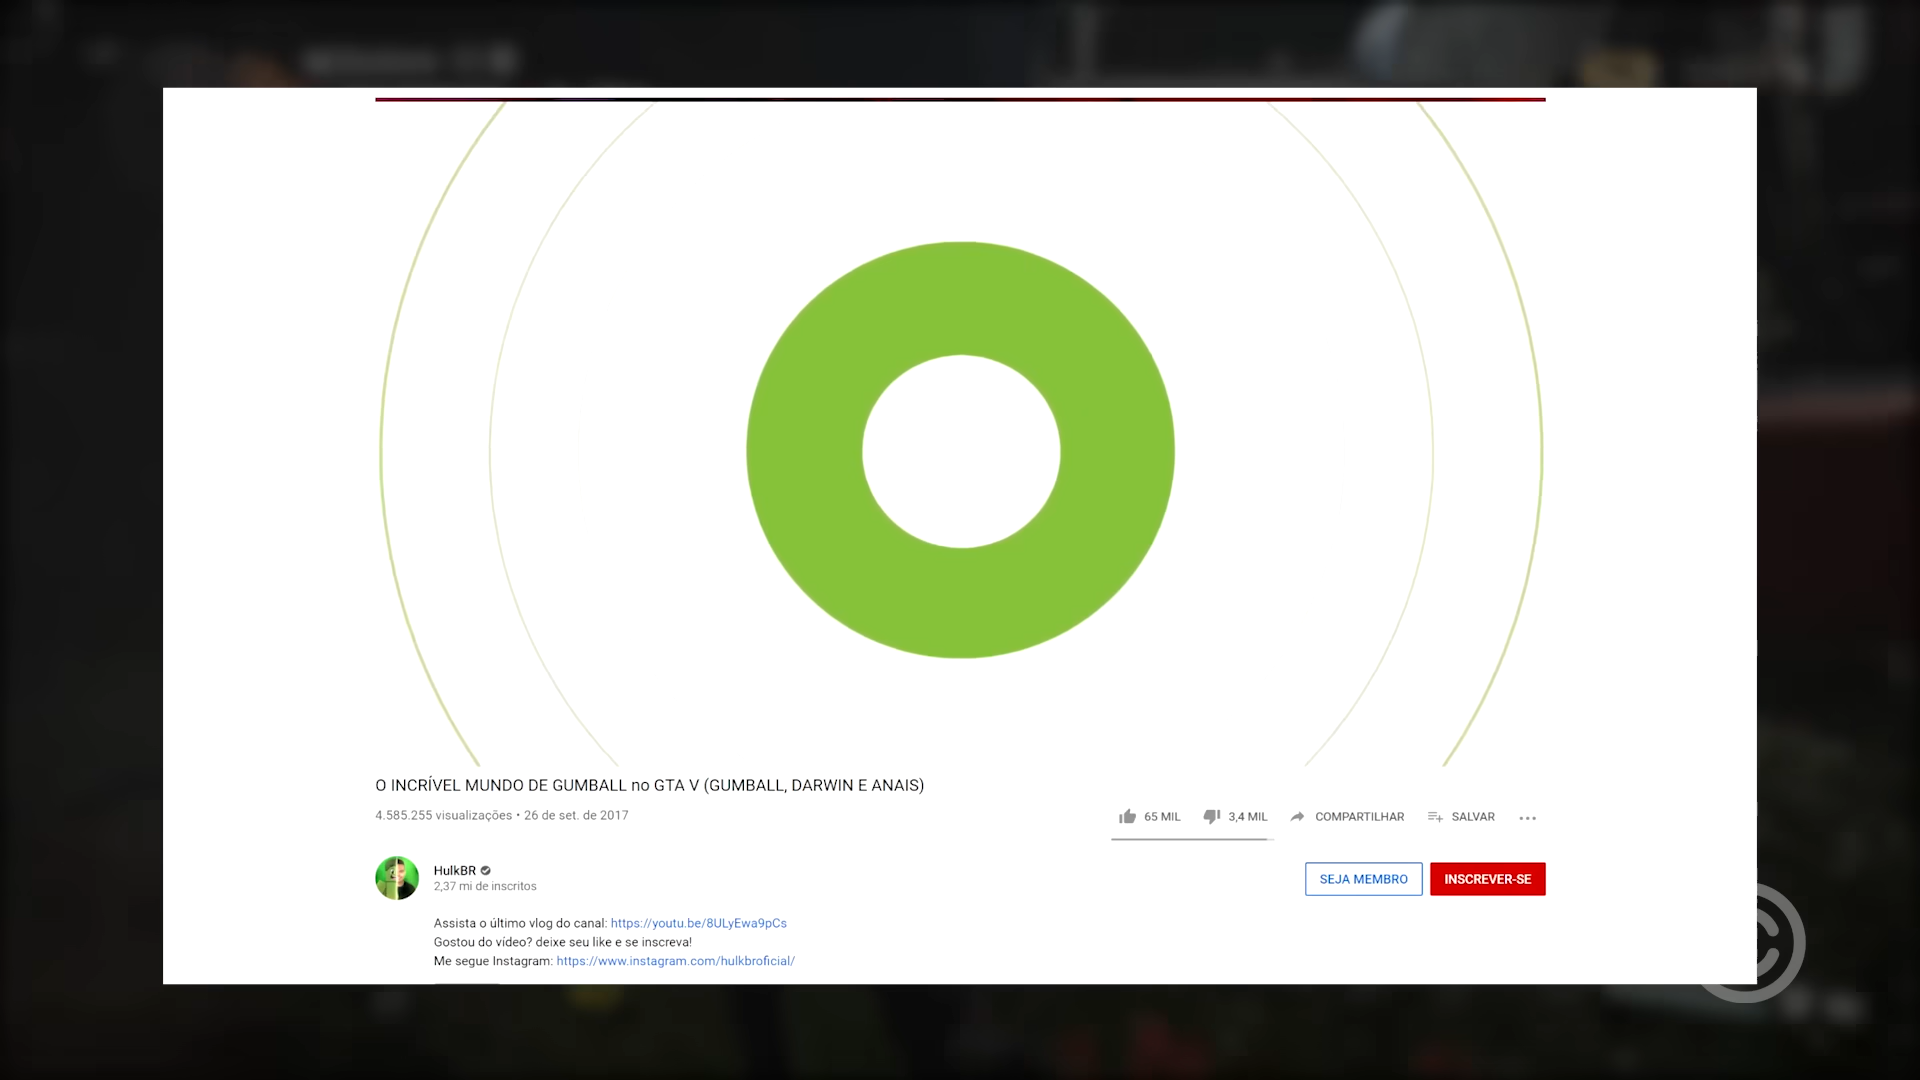 O INCRÍVEL MUNDO DE GUMBALL no GTA V (GUMBALL, DARWIN E ANAIS)
4.585.255 visualizações • 26 de set. de 2017
65 MIL 3,4 MIL COMPARTILHAR SALVAR
HulkBR
2,37 mi de inscritos
SEJA MEMBRO INSCREVER-SE
Assista o último vlog do canal: https://youtu.be/8ULyEwa9pCs
Gostou do vídeo? deixe seu like e se inscreva!
Me segue Instagram: https://www.instagram.com/hulkbroficial/